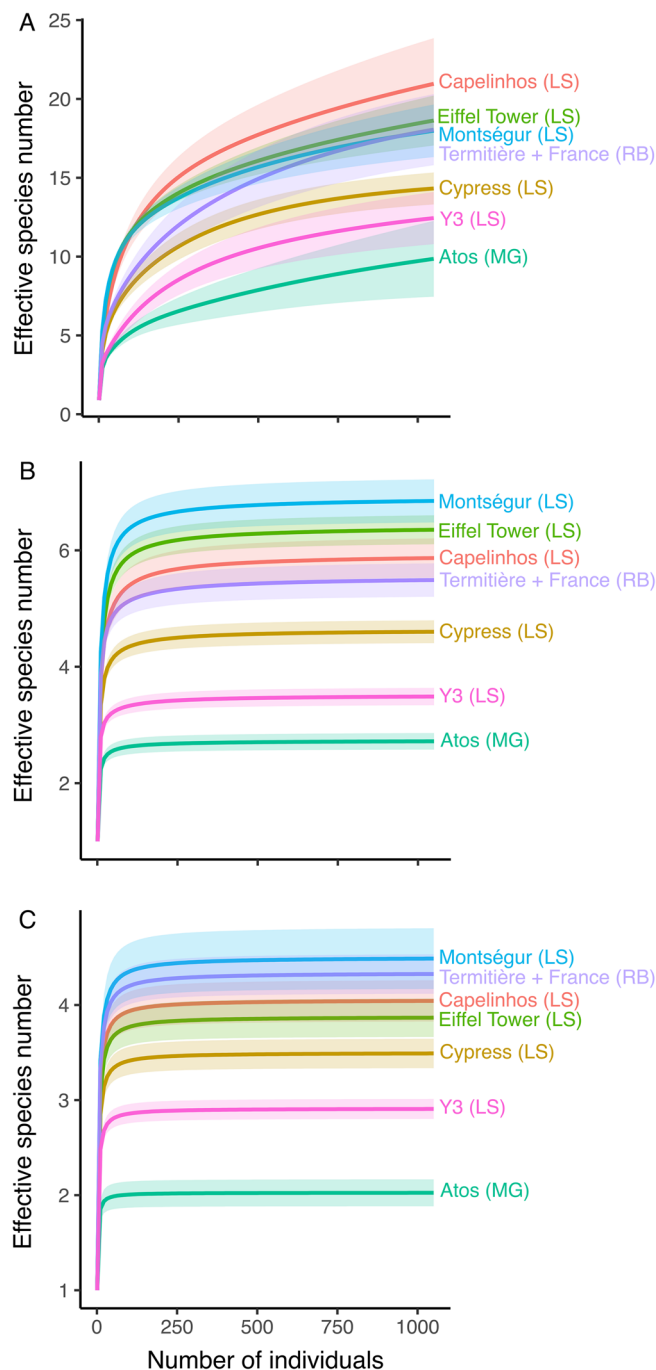 A
25
20
15
10
5
0
Effective species number
Capelinhos (LS)
Eiffel Tower (LS)
Montségur (LS)
Termitière + France (RB)
Cypress (LS)
Y3 (LS)
Atos (MG)
B
6
4
2
Effective species number
Montségur (LS)
Eiffel Tower (LS)
Capelinhos (LS)
Termitière + France (RB)
Cypress (LS)
Y3 (LS)
Atos (MG)
C
4
3
2
1
Effective species number
Montségur (LS)
Termitière + France (RB)
Capelinhos (LS)
Eiffel Tower (LS)
Cypress (LS)
Y3 (LS)
Atos (MG)
0 250 500 750 1000
Number of individuals